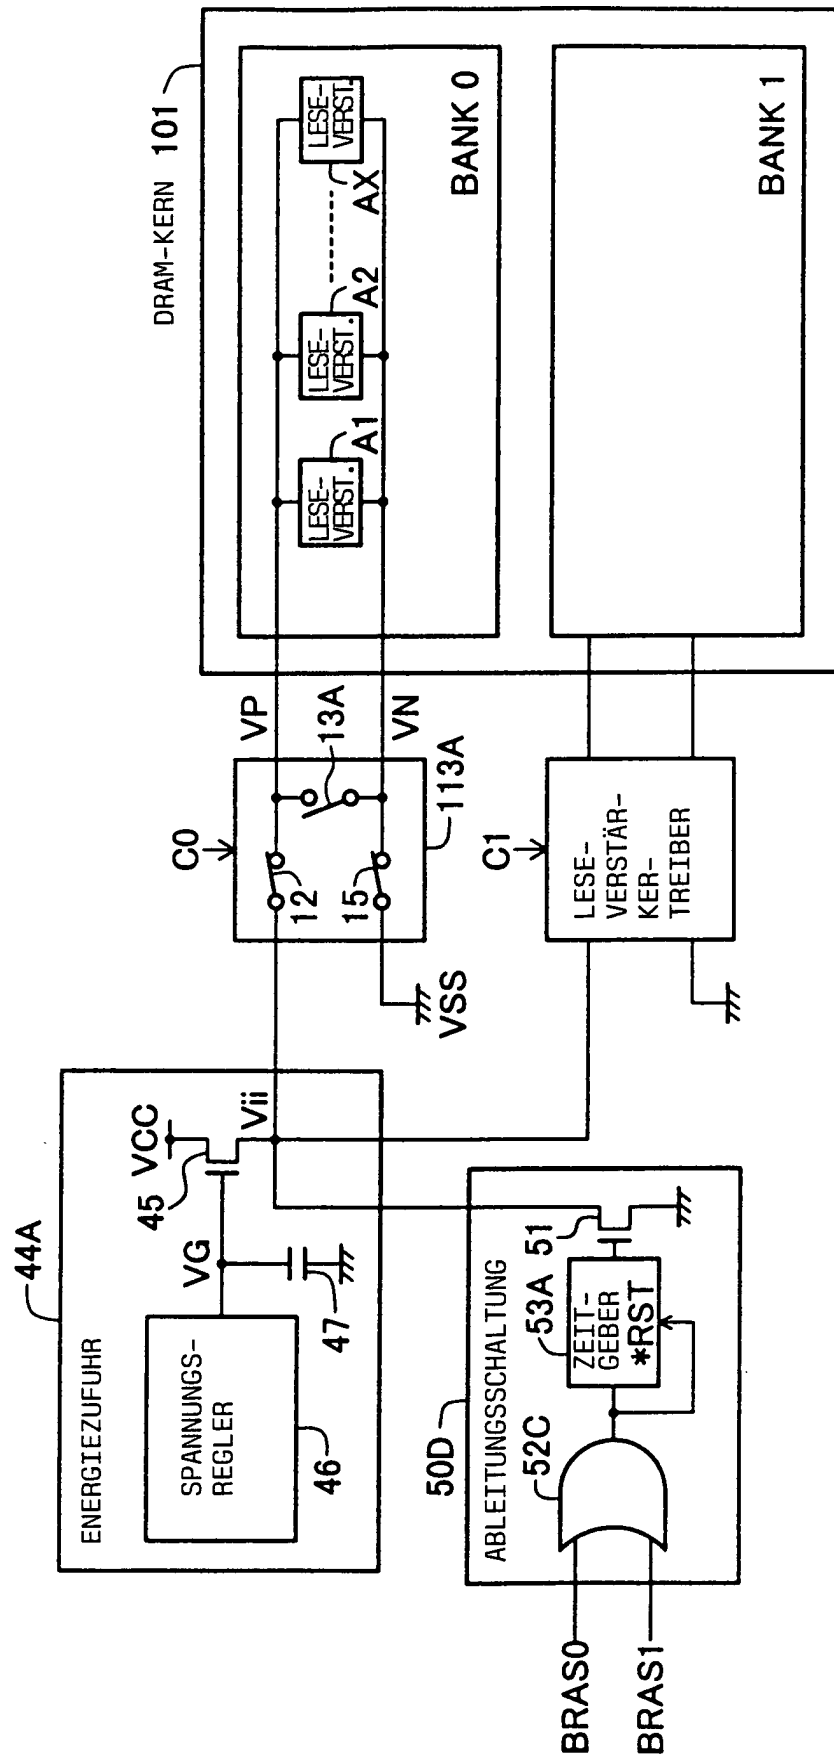 44A
ENERGIEZUFUHR
SPANNUNGS-
REGLER
46
VG
47
45
VCC
Vii
C0
12
13A
15
113A
VP
VN
VSS
DRAM-KERN 101
LESE-
VERST.
A1
LESE-
VERST.
A2
LESE-
VERST.
AX
BANK 0
BRAS0
BRAS1
50D
ABLEITUNGSSCHALTUNG
52C
53A
ZEIT-
GEBER
*RST
51
C1
LESE-
VERSTÄR-
KER-
TREIBER
BANK 1